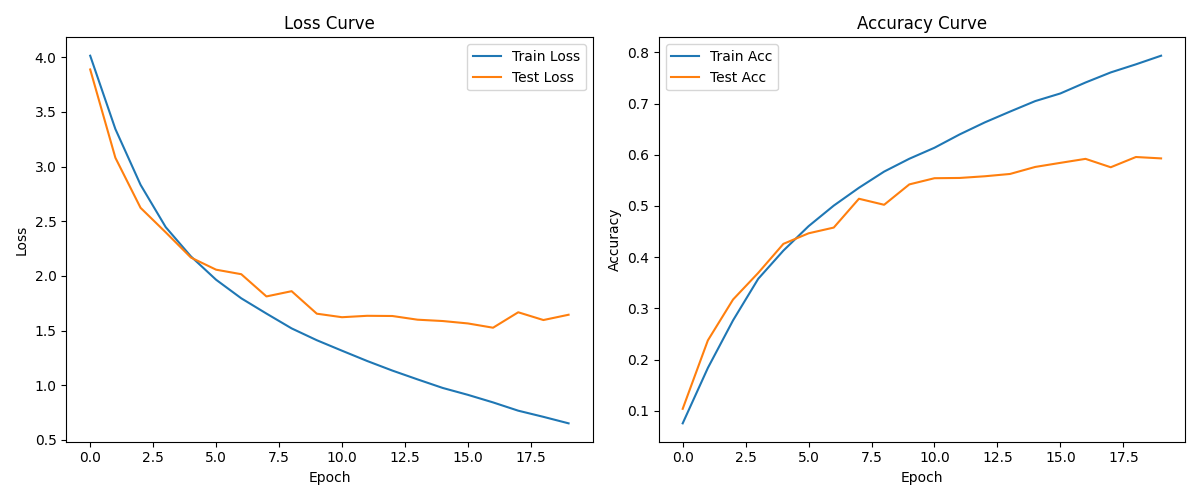 Loss Curve
Train Loss
Test Loss
4.0
3.5
3.0
2.5
2.0
1.5
1.0
0.5
Loss
0.0 2.5 5.0 7.5 10.0 12.5 15.0 17.5
Epoch
Accuracy Curve
Train Acc
Test Acc
0.8
0.7
0.6
0.5
0.4
0.3
0.2
0.1
Accuracy
0.0 2.5 5.0 7.5 10.0 12.5 15.0 17.5
Epoch